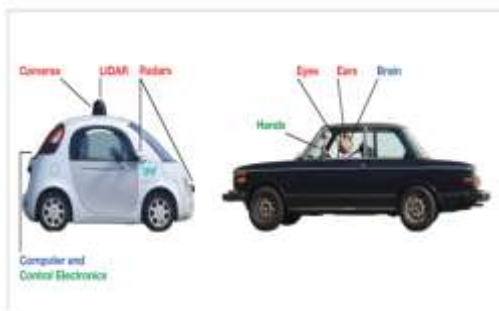 Cameras LIDAR Radars
Eyes Ears Brain
Hands
Computer and
Control Electronics